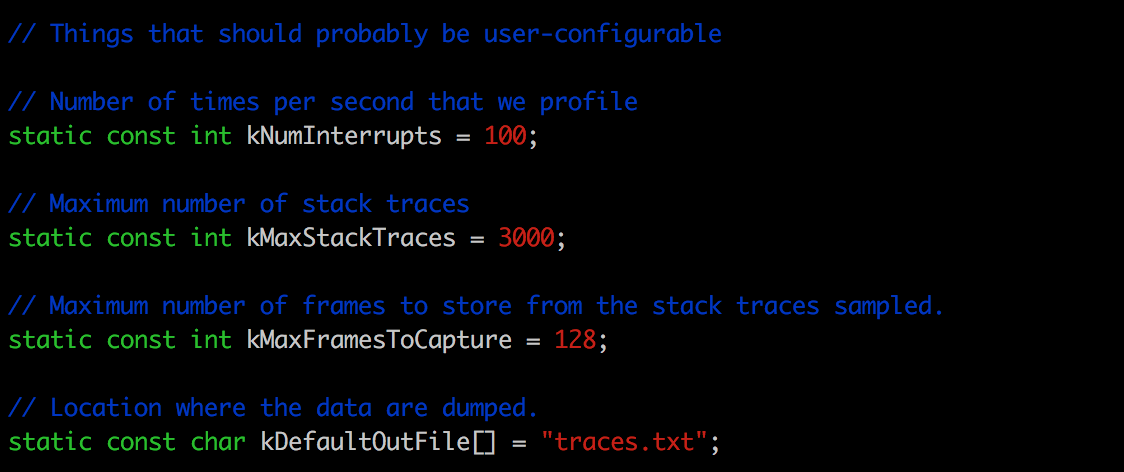 // Things that should probably be user-configurable
// Number of times per second that we profile
static const int kNumInterrupts = 100;
// Maximum number of stack traces
static const int kMaxStackTraces = 3000;
// Maximum number of frames to store from the stack traces sampled.
static const int kMaxFramesToCapture = 128;
// Location where the data are dumped.
static const char kDefaultOutFile[] = "traces.txt";